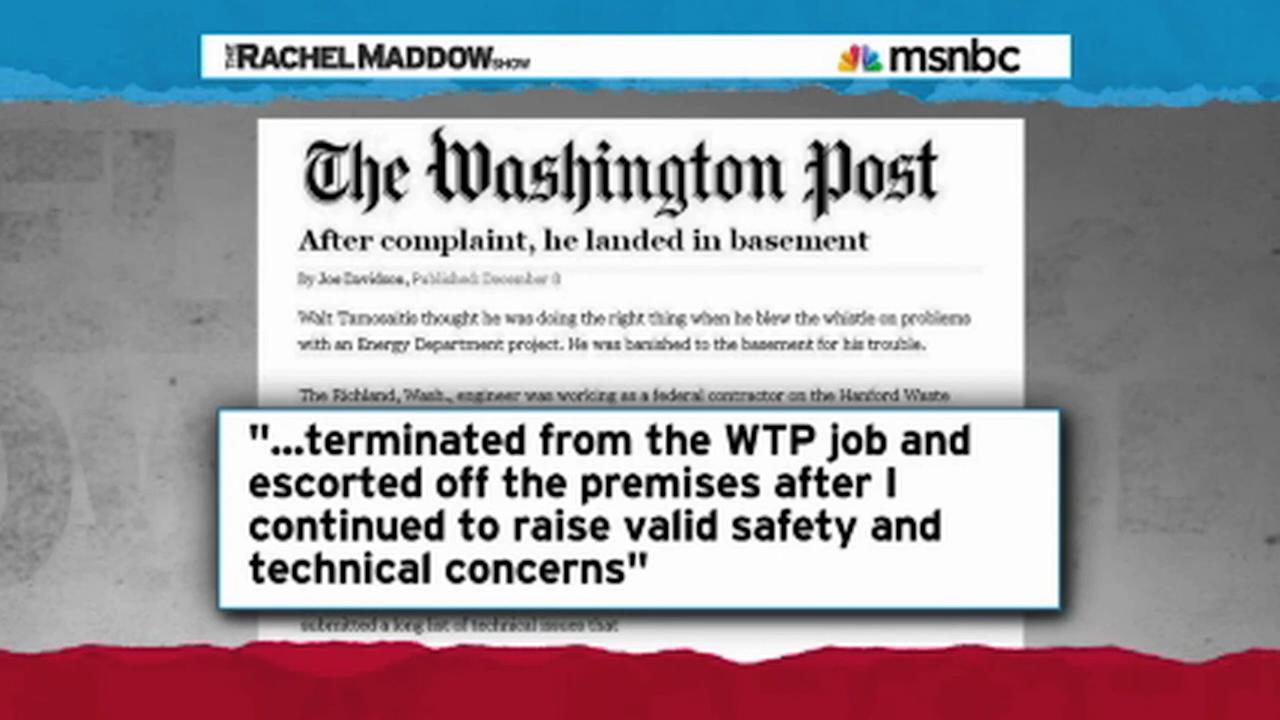 THE RACHEL MADDOW SHOW
msnbc
The Washington Post
After complaint, he landed in basement
By Joe Davidson, Published: December 8
Walt Tamosaitis thought he was doing the right thing when he blew the whistle on problems
with an Energy Department project. He was banished to the basement for his trouble.
The Richland, Wash., engineer was working as a federal contractor on the Hanford Waste
"...terminated from the WTP job and
escorted off the premises after I
continued to raise valid safety and
technical concerns"
submitted a long list of technical issues that